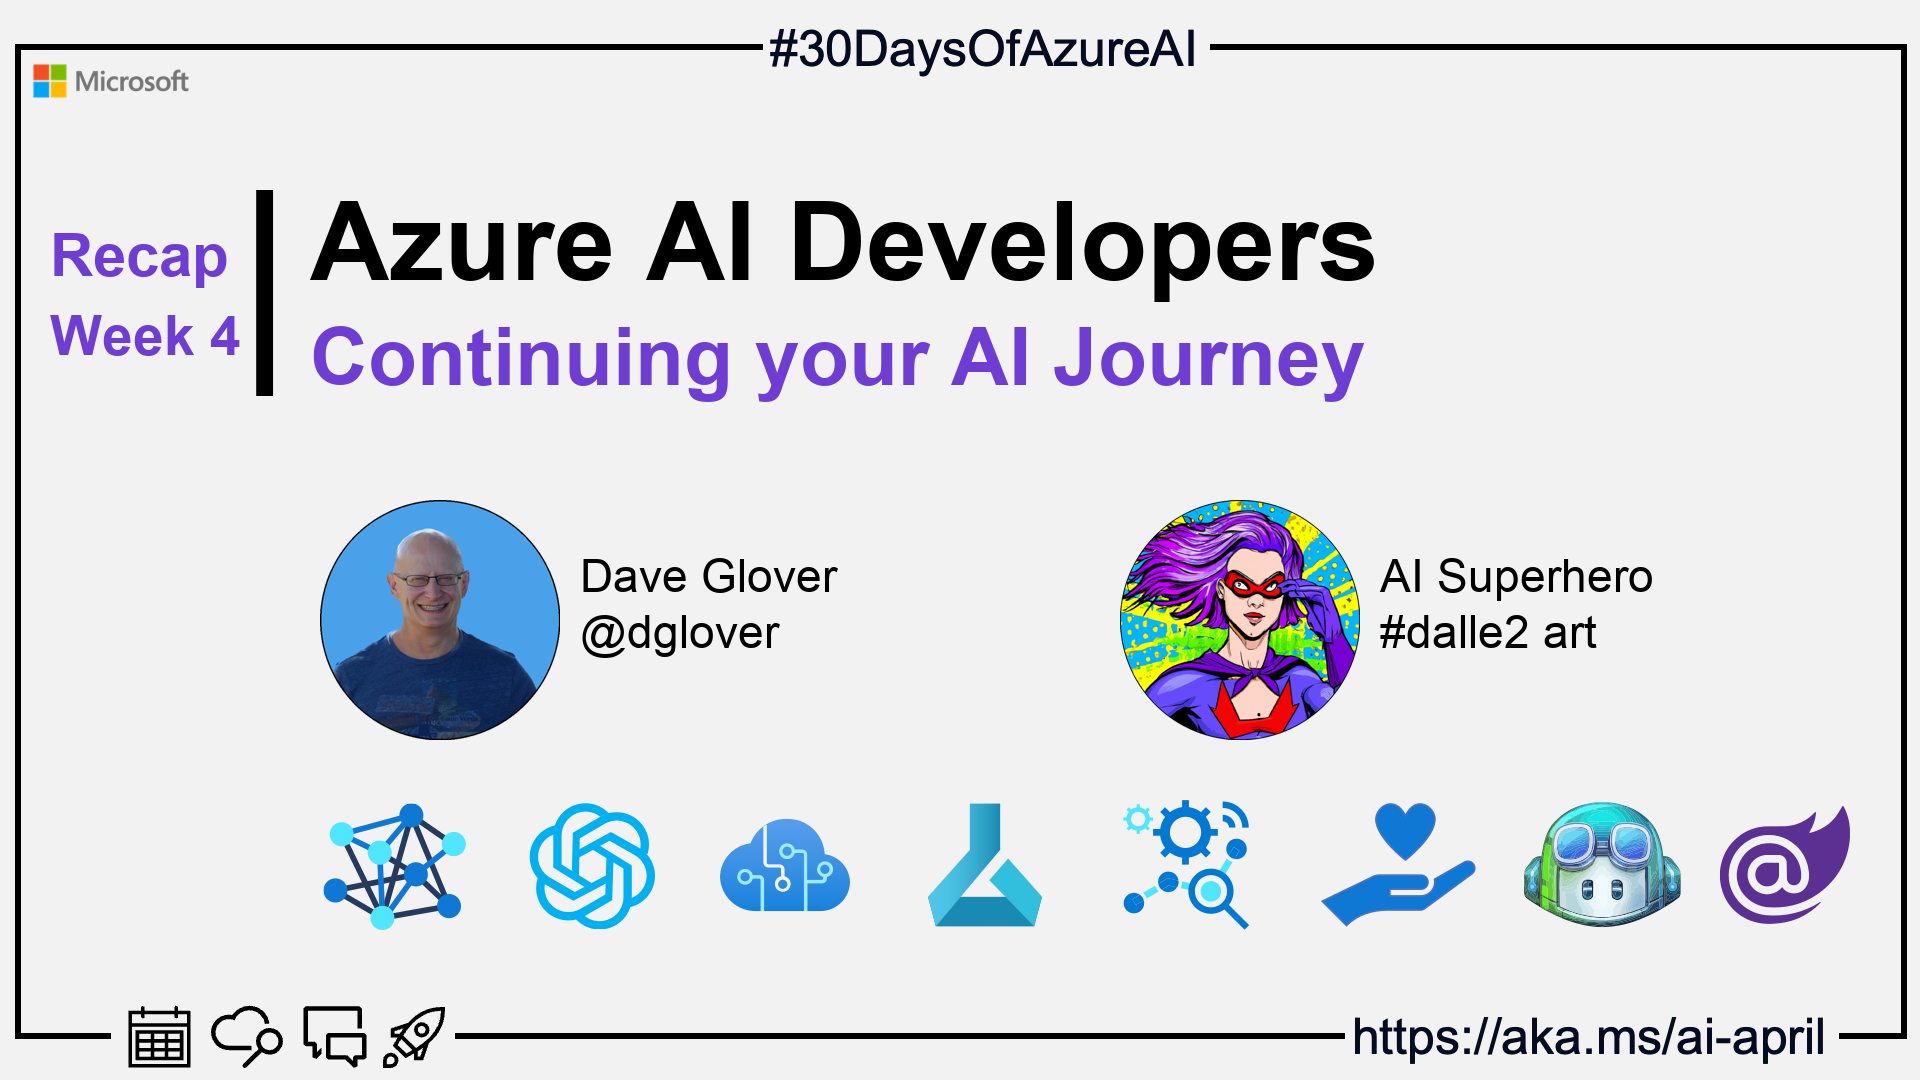 #30DaysOfAzureAI
Microsoft
Recap
Week 4
Azure AI Developers
Continuing your AI Journey
Dave Glover
@dglover
AI Superhero
#dalle2 art
@
https://aka.ms/ai-april